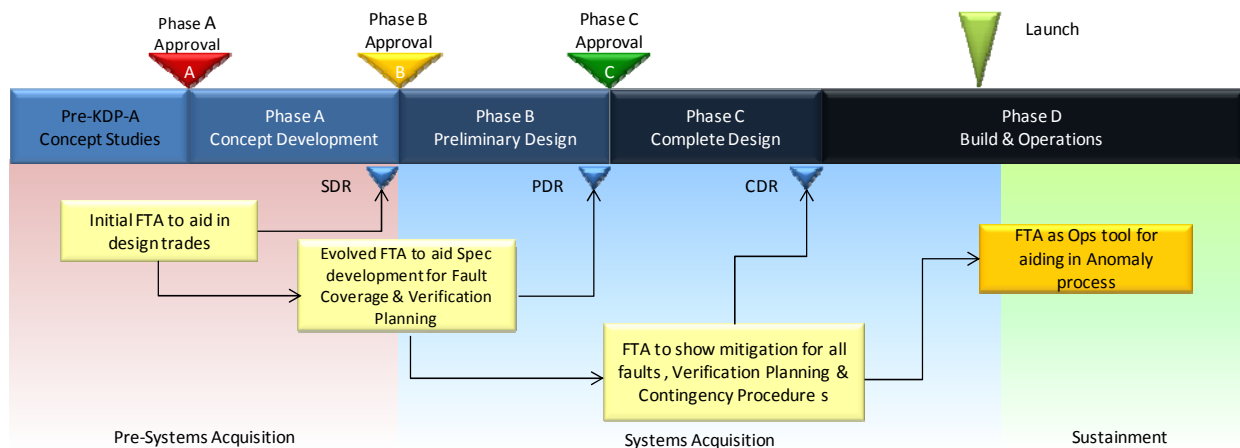 Phase A
Approval
Phase B
Approval
Phase C
Approval
Launch
A
B
C
Pre-KDP-A
Concept Studies
Phase A
Concept Development
Phase B
Preliminary Design
Phase C
Complete Design
Phase D
Build & Operations
SDR
PDR
CDR
Initial FTA to aid in
design trades
Evolved FTA to aid Spec
development for Fault
Coverage & Verification
Planning
FTA as Ops tool for
aiding in Anomaly
process
FTA to show mitigation for all
faults , Verification Planning &
Contingency Procedure s
Pre-Systems Acquisition
Systems Acquisition
Sustainment